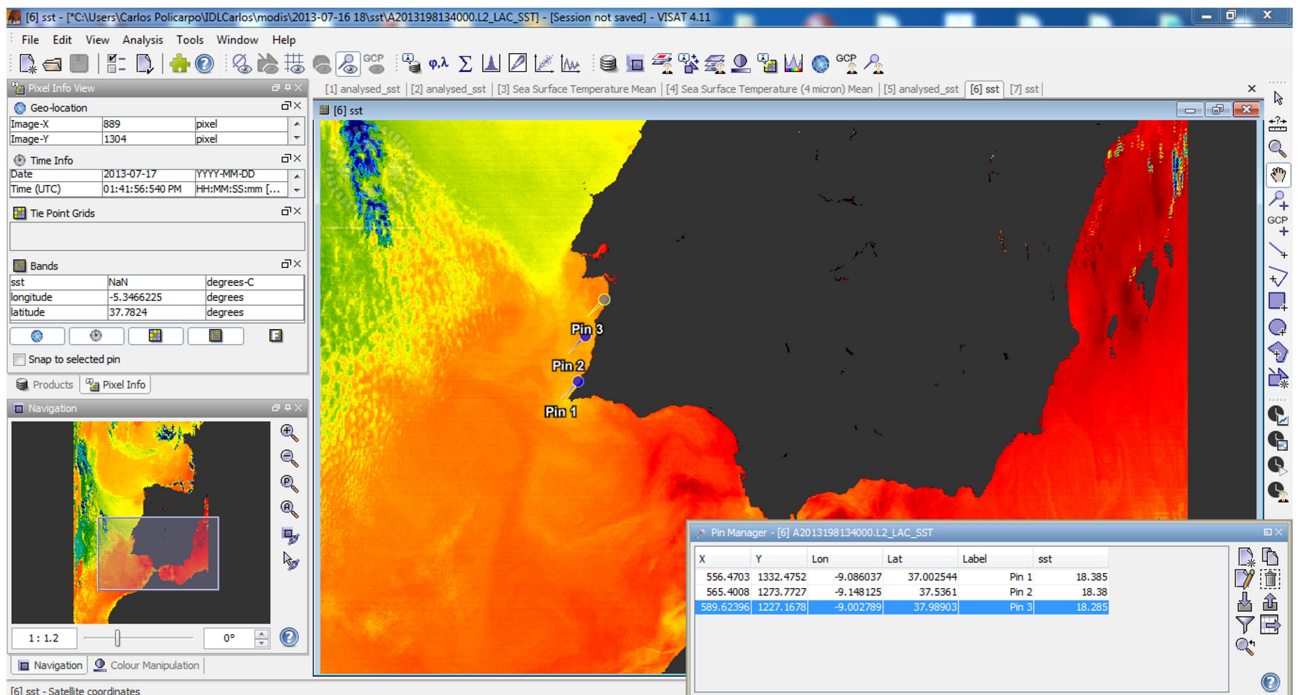 [6] sst - [*C:\Users\Carlos Policarpo\IDLCarlos\modis\2013-07-16 18\sst\A2013198134000.L2_LAC_SST] - [Session not saved] - VISAT 4.11
File Edit View Analysis Tools Window Help
GCP φ,λ Σ GCP
Pixel Info View
[1] analysed_sst [2] analysed_sst [3] Sea Surface Temperature Mean [4] Sea Surface Temperature (4 micron) Mean [5] analysed_sst [6] sst [7] sst
Geo-location
[6] sst
Image-X 889 pixel
Image-Y 1304 pixel
Time Info
Date 2013-07-17 YYYY-MM-DD
Time (UTC) 01:41:56:540 PM HH:MM:SS:mm [...
Tie Point Grids
GCP
Bands
sst NaN degrees-C
longitude -5.3466225 degrees
latitude 37.7824 degrees
Snap to selected pin
Products Pixel Info
Pin 3
Pin 2
Pin 1
Navigation
1 : 1.2 0°
Navigation Colour Manipulation
[6] sst - Satellite coordinates
Pin Manager - [6] A2013198134000.L2_LAC_SST
X Y Lon Lat Label sst
556.4703 1332.4752 -9.086037 37.002544 Pin 1 18.385
565.4008 1273.7727 -9.148125 37.5361 Pin 2 18.38
589.62396 1227.1678 -9.002789 37.98903 Pin 3 18.285